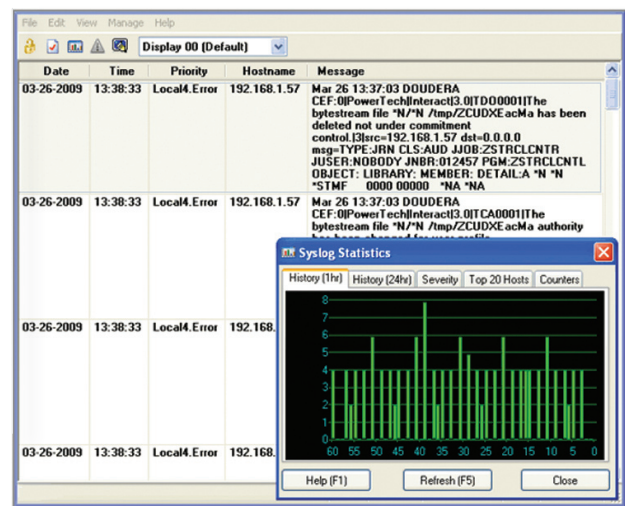 File Edit View Manage Help
Display 00 (Default)
Date Time Priority Hostname Message
03-26-2009 13:38:33 Local4.Error 192.168.1.57 Mar 26 13:37:03 DOUDERA
CEF:0|PowerTech|Interact|3.0|TDO0001|The
bytestream file *N/*N /tmp/ZCUDXEacMa has been
deleted not under commitment
control.|3|src=192.168.1.57 dst=0.0.0.0
msg=TYPE:JRN CLS:AUD JJOB:ZSTRCLCNTR
JUSER:NOBODY JNBR:012457 PGM:ZSTRCLCNTL
OBJECT: LIBRARY: MEMBER: DETAIL:A *N *N
*STMF 0000 00000 *NA *NA
03-26-2009 13:38:33 Local4.Error 192.168.1.57 Mar 26 13:37:03 DOUDERA
CEF:0|PowerTech|Interact|3.0|TCA0001|The
bytestream file *N/*N /tmp/ZCUDXEacMa authority
03-26-2009 13:38:33 Local4.Error 192.168.
03-26-2009 13:38:33 Local4.Error 192.168.
Syslog Statistics
History (1hr) History (24hr) Severity Top 20 Hosts Counters
8
7
6
5
4
3
2
1
0
60 55 50 45 40 35 30 25 20 15 10 5 0
Help (F1) Refresh (F5) Close